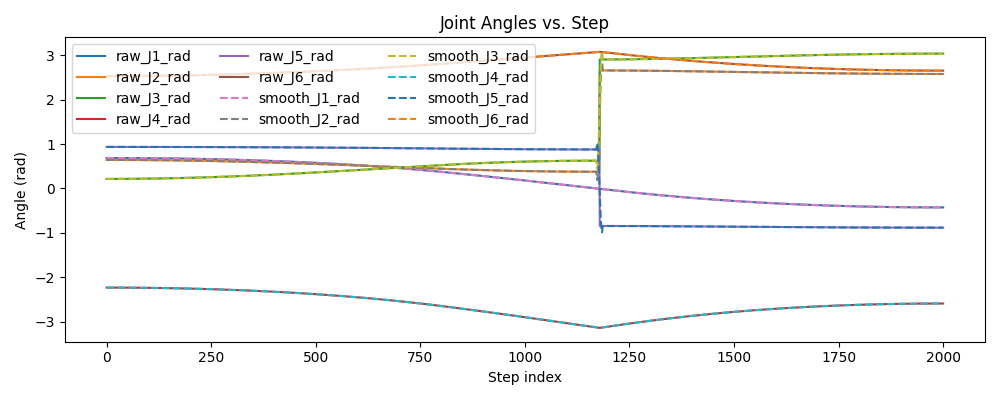 Joint Angles vs. Step
raw_J1_rad
raw_J2_rad
raw_J3_rad
raw_J4_rad
raw_J5_rad
raw_J6_rad
smooth_J1_rad
smooth_J2_rad
smooth_J3_rad
smooth_J4_rad
smooth_J5_rad
smooth_J6_rad
Angle (rad)
3
2
1
0
−1
−2
−3
0
250
500
750
1000
1250
1500
1750
2000
Step index